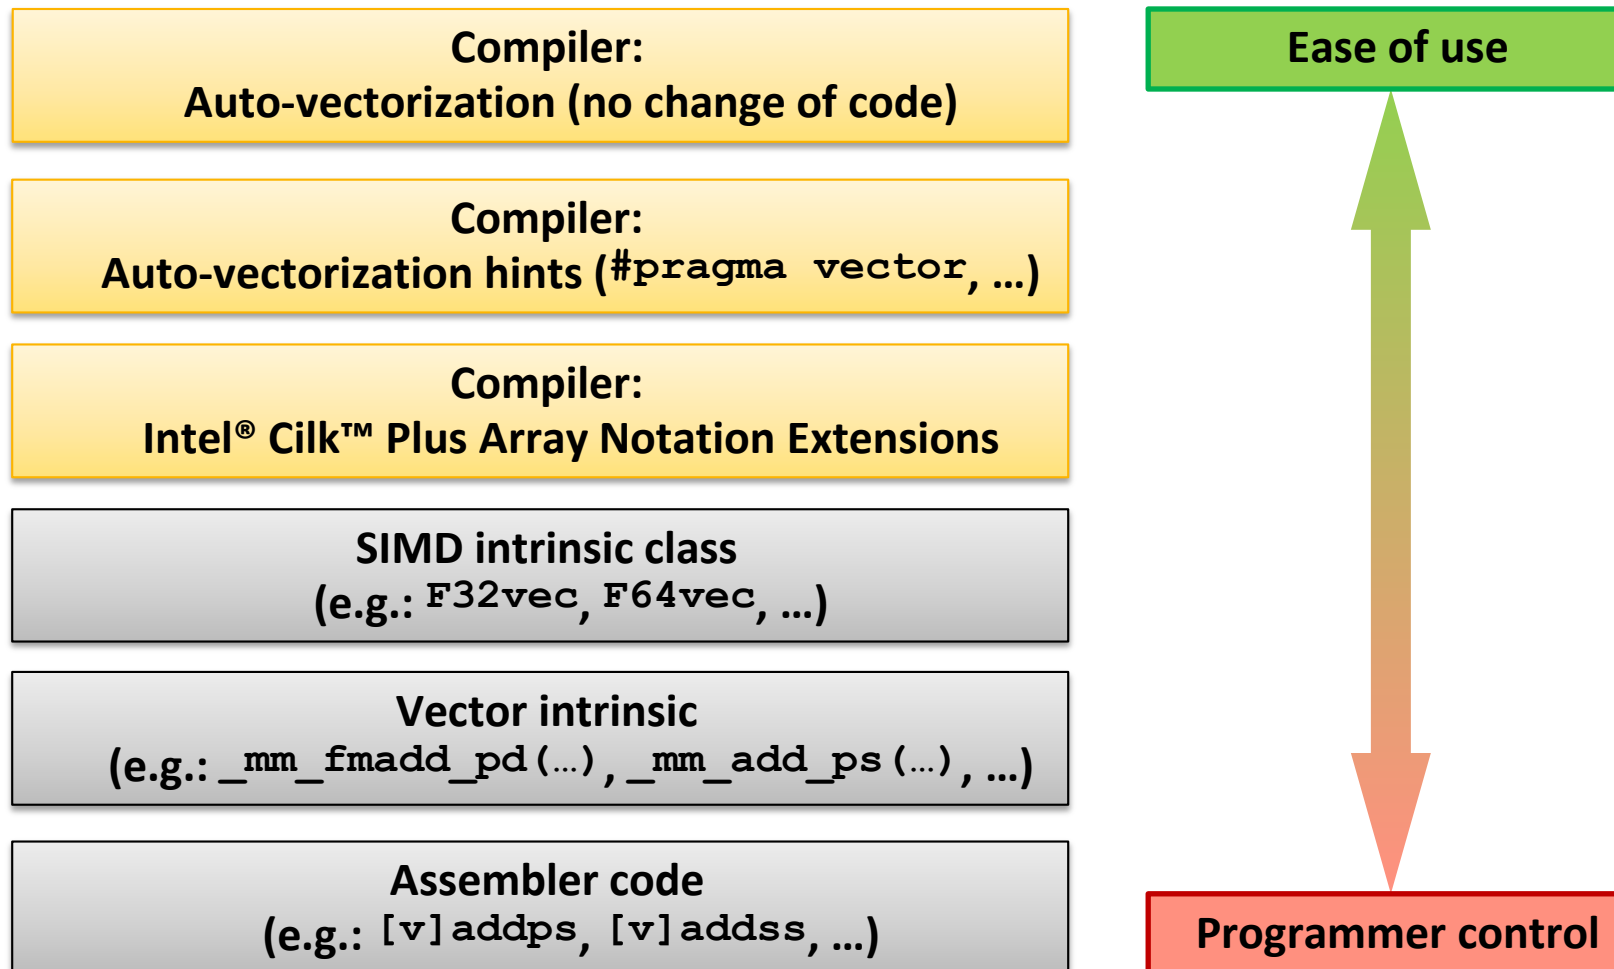 Compiler:
Auto-vectorization (no change of code)
Ease of use
Compiler:
Auto-vectorization hints (#pragma vector, …)
Compiler:
Intel® Cilk™ Plus Array Notation Extensions
SIMD intrinsic class
(e.g.: F32vec, F64vec, …)
Vector intrinsic
(e.g.: _mm_fmadd_pd(…), _mm_add_ps(…), …)
Assembler code
(e.g.: [v]addps, [v]addss, …)
Programmer control